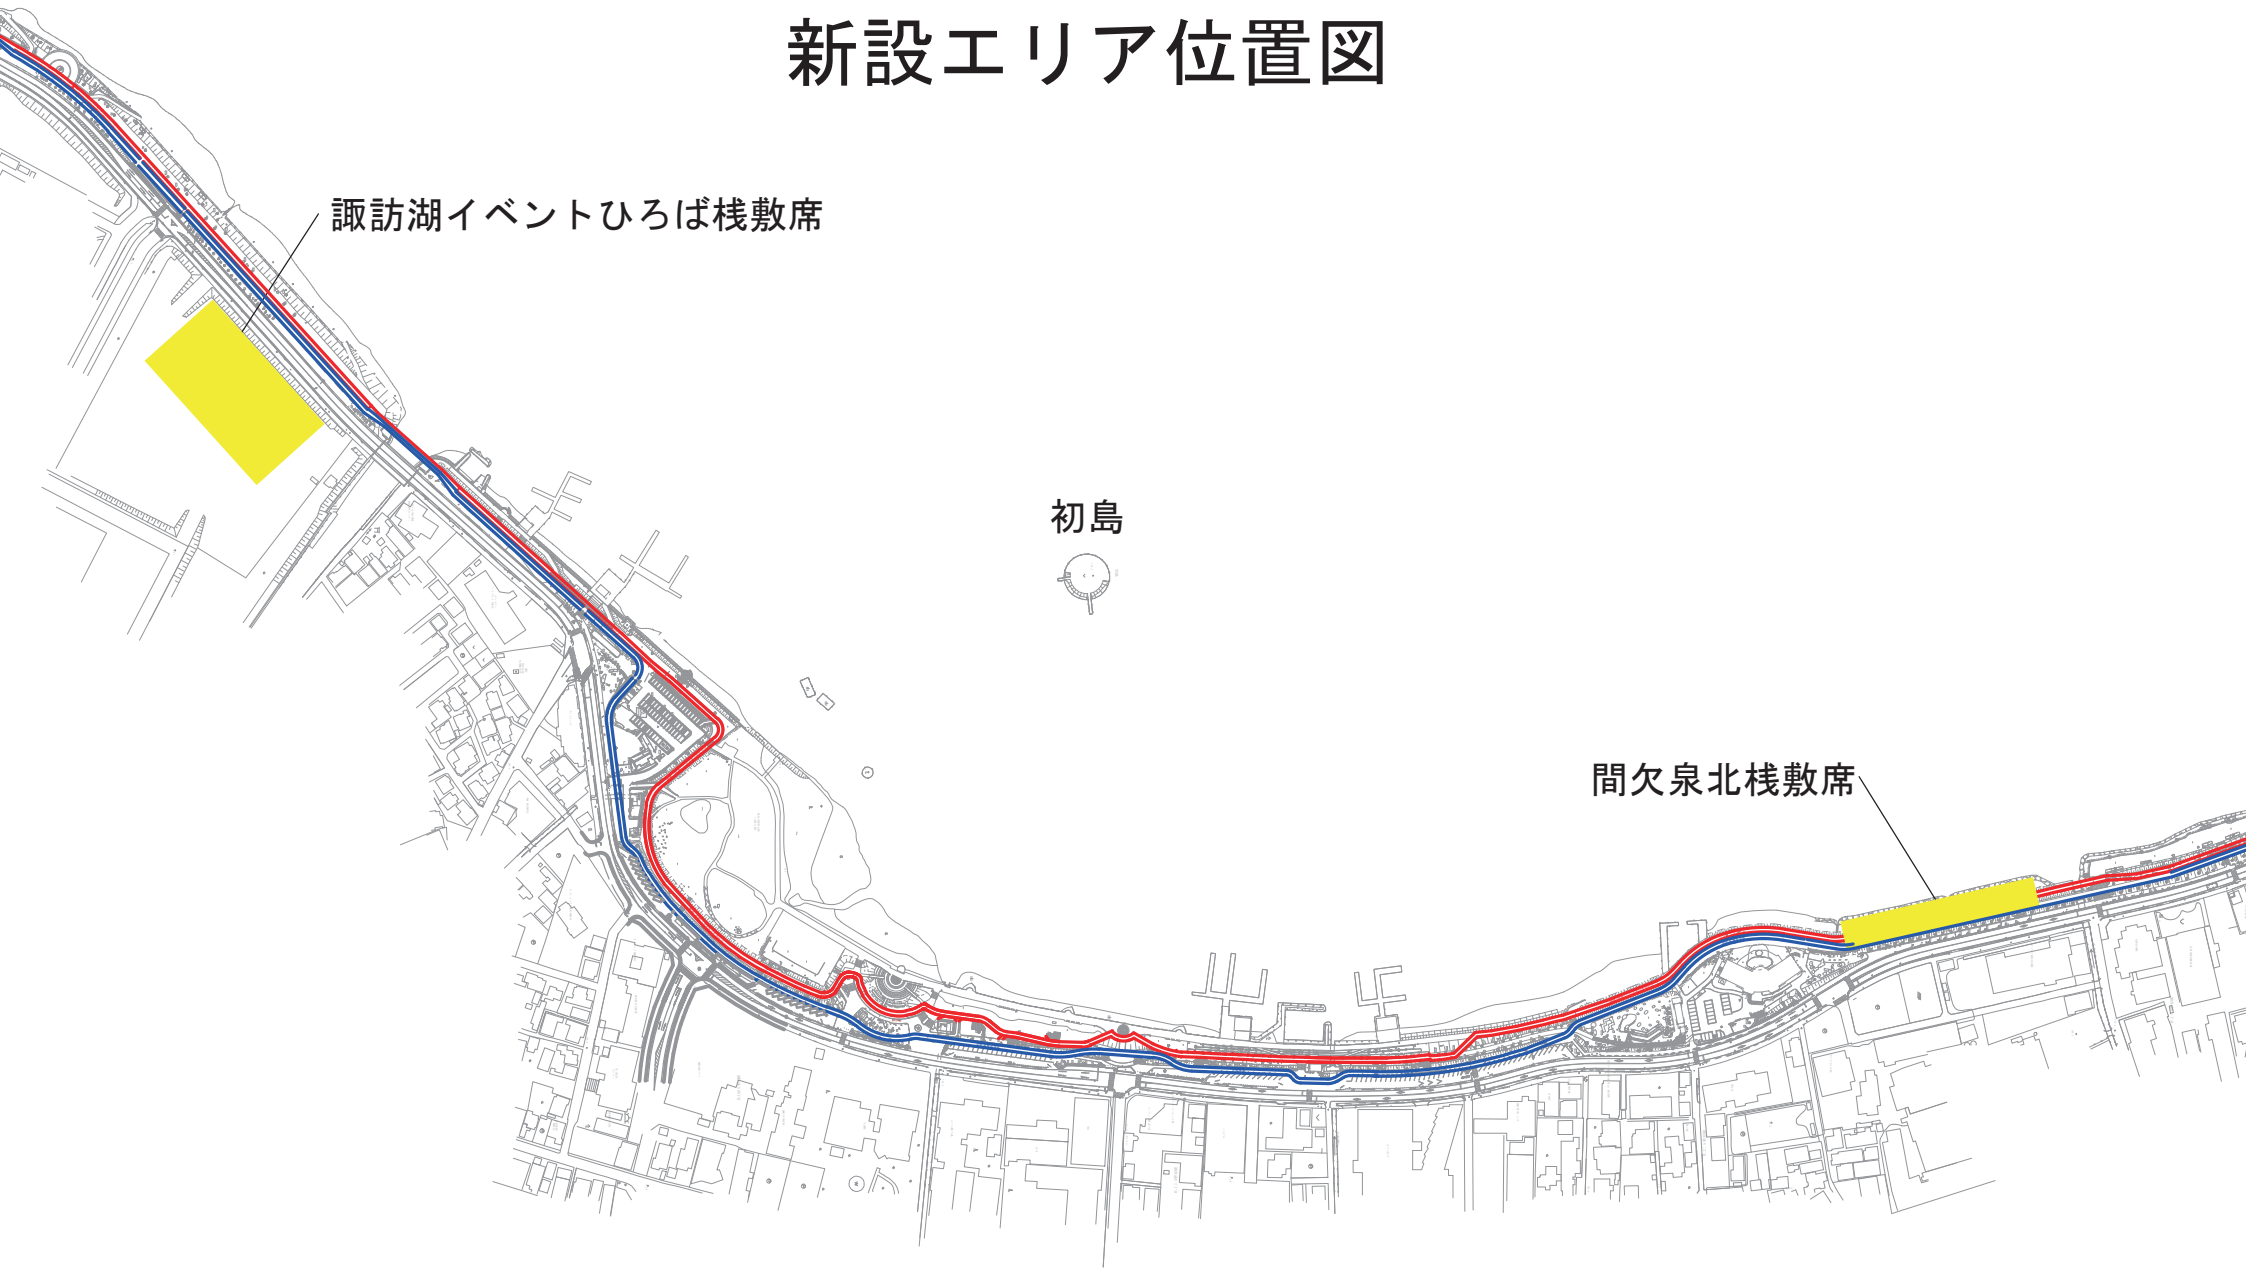 新設エリア位置図
諏訪湖イベントひろば桟敷席
初島
間欠泉北桟敷席